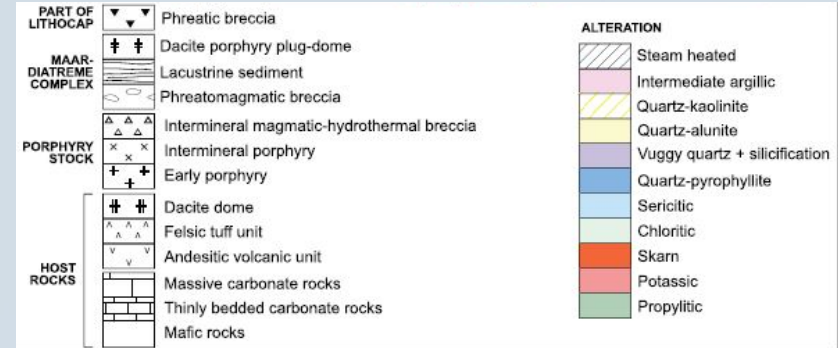 PART OF
LITHOCAP
Phreatic breccia
MAAR-
DIATREME
COMPLEX
Dacite porphyry plug-dome
Lacustrine sediment
Phreatomagmatic breccia
PORPHYRY
STOCK
Intermineral magmatic-hydrothermal breccia
Intermineral porphyry
Early porphyry
HOST
ROCKS
Dacite dome
Felsic tuff unit
Andesitic volcanic unit
Massive carbonate rocks
Thinly bedded carbonate rocks
Mafic rocks
ALTERATION
Steam heated
Intermediate argillic
Quartz-kaolinite
Quartz-alunite
Vuggy quartz + silicification
Quartz-pyrophyllite
Sericitic
Chloritic
Skarn
Potassic
Propylitic